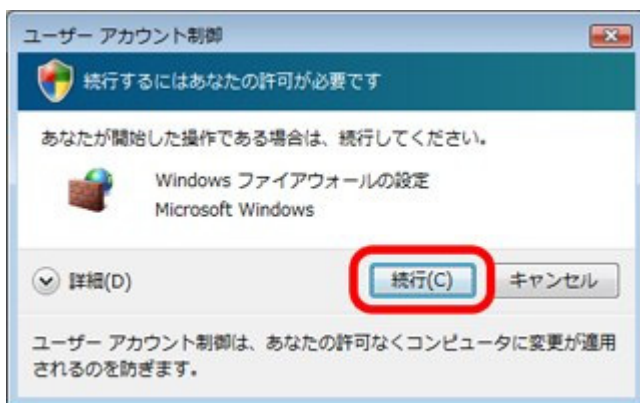 ユーザー アカウント制御
続行するにはあなたの許可が必要です
あなたが開始した操作である場合は、続行してください。
Windows ファイアウォールの設定
Microsoft Windows
詳細(D)
続行(C)
キャンセル
ユーザー アカウント制御は、あなたの許可なくコンピュータに変更が適用
されるのを防ぎます。